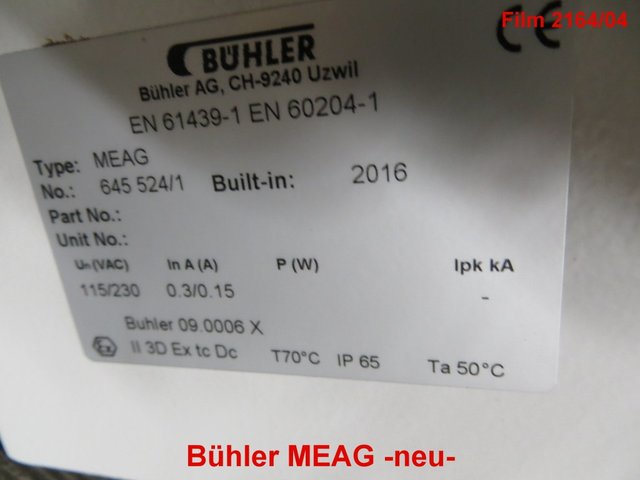 Film 2164/04
CE
BÜHLER
Bühler AG, CH-9240 Uzwil
EN 61439-1 EN 60204-1
Type: MEAG
No.: 645 524/1 Built-in: 2016
Part No.:
Unit No.:
Un (VAC) In A (A) P (W) Ipk kA
115/230 0.3/0.15 -
Buhler 09.0006 X
Ex II 3D Ex tc Dc T70°C IP 65 Ta 50°C
Bühler MEAG -neu-